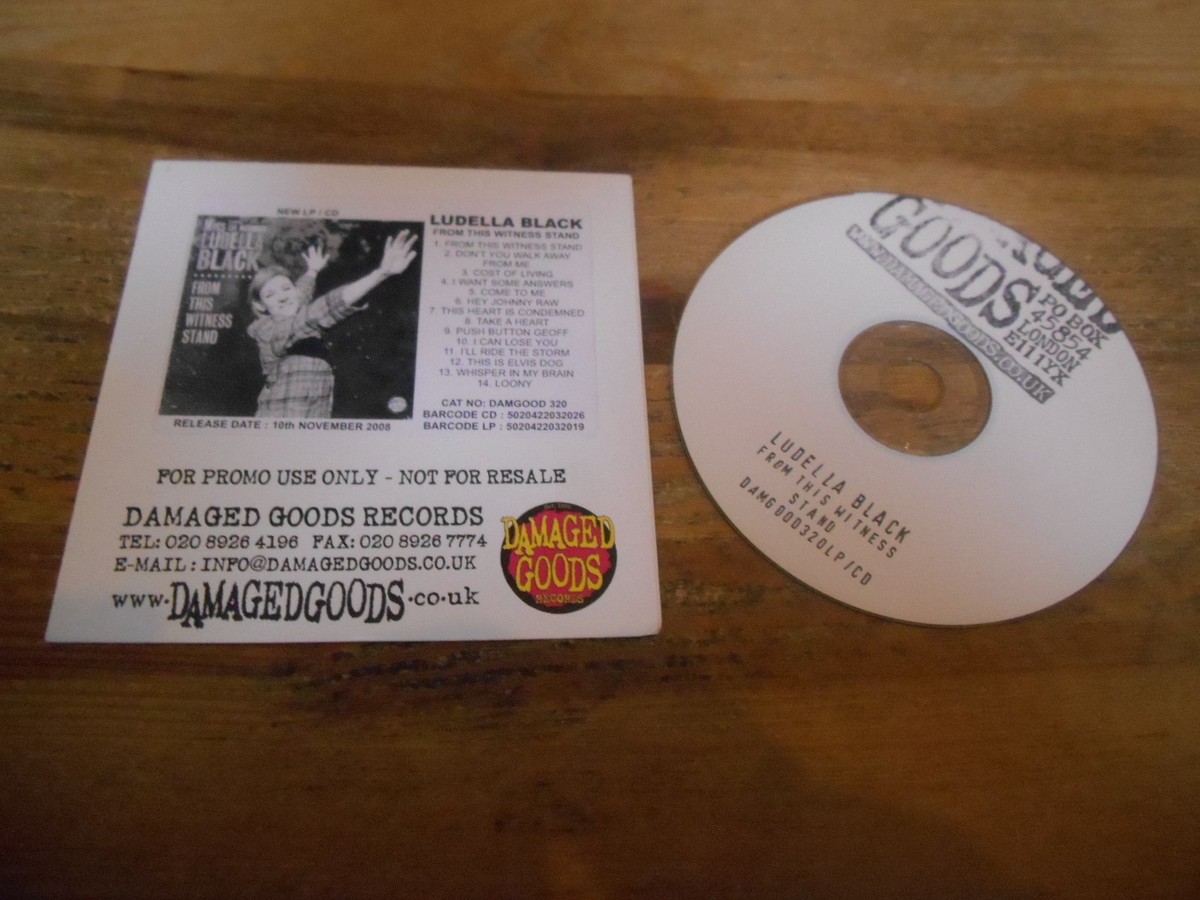 NEW LP / CD
LUDELLA
BLACK
FROM
THIS
WITNESS
STAND
RELEASE DATE : 10th NOVEMBER 2008
LUDELLA BLACK
FROM THIS WITNESS STAND
1. FROM THIS WITNESS STAND
2. DON'T YOU WALK AWAY
FROM ME
3. COST OF LIVING
4. I WANT SOME ANSWERS
5. COME TO ME
6. HEY JOHNNY RAW
7. THIS HEART IS CONDEMNED
8. TAKE A HEART
9. PUSH BUTTON GEOFF
10. I CAN LOSE YOU
11. I'LL RIDE THE STORM
12. THIS IS ELVIS DOG
13. WHISPER IN MY BRAIN
14. LOONY
CAT NO: DAMGOOD 320
BARCODE CD : 5020422032026
BARCODE LP : 5020422032019
FOR PROMO USE ONLY - NOT FOR RESALE
DAMAGED GOODS RECORDS
TEL: 020 8926 4196 FAX: 020 8926 7774
E-MAIL : INFO@DAMAGEDGOODS.CO.UK
www.DAMAGEDGOODS.co.uk
DAMAGED
GOODS
RECORDS
GOODS
PO BOX
45854
LONDON
E11 1YX
WWW.DAMAGEDGOODS.CO.UK
LUDELLA BLACK
FROM THIS WITNESS
STAND
DAMGOOD320LP/CD